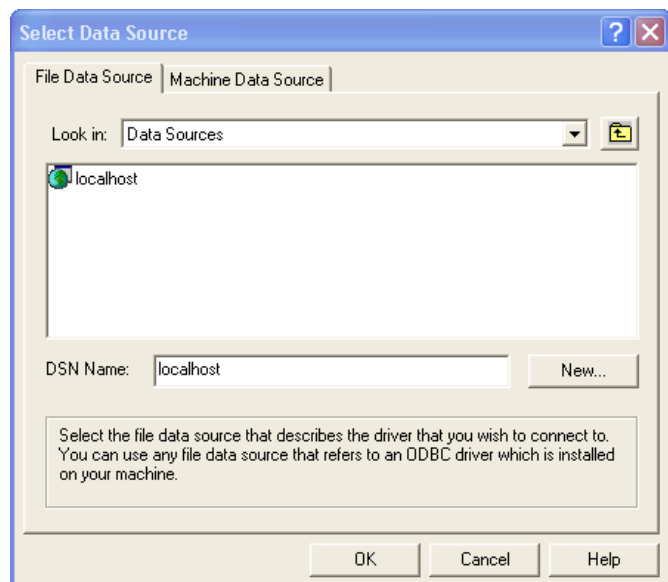 Select Data Source
File Data Source
Machine Data Source
Look in: Data Sources
localhost
DSN Name: localhost New...
Select the file data source that describes the driver that you wish to connect to.
You can use any file data source that refers to an ODBC driver which is installed
on your machine.
OK Cancel Help